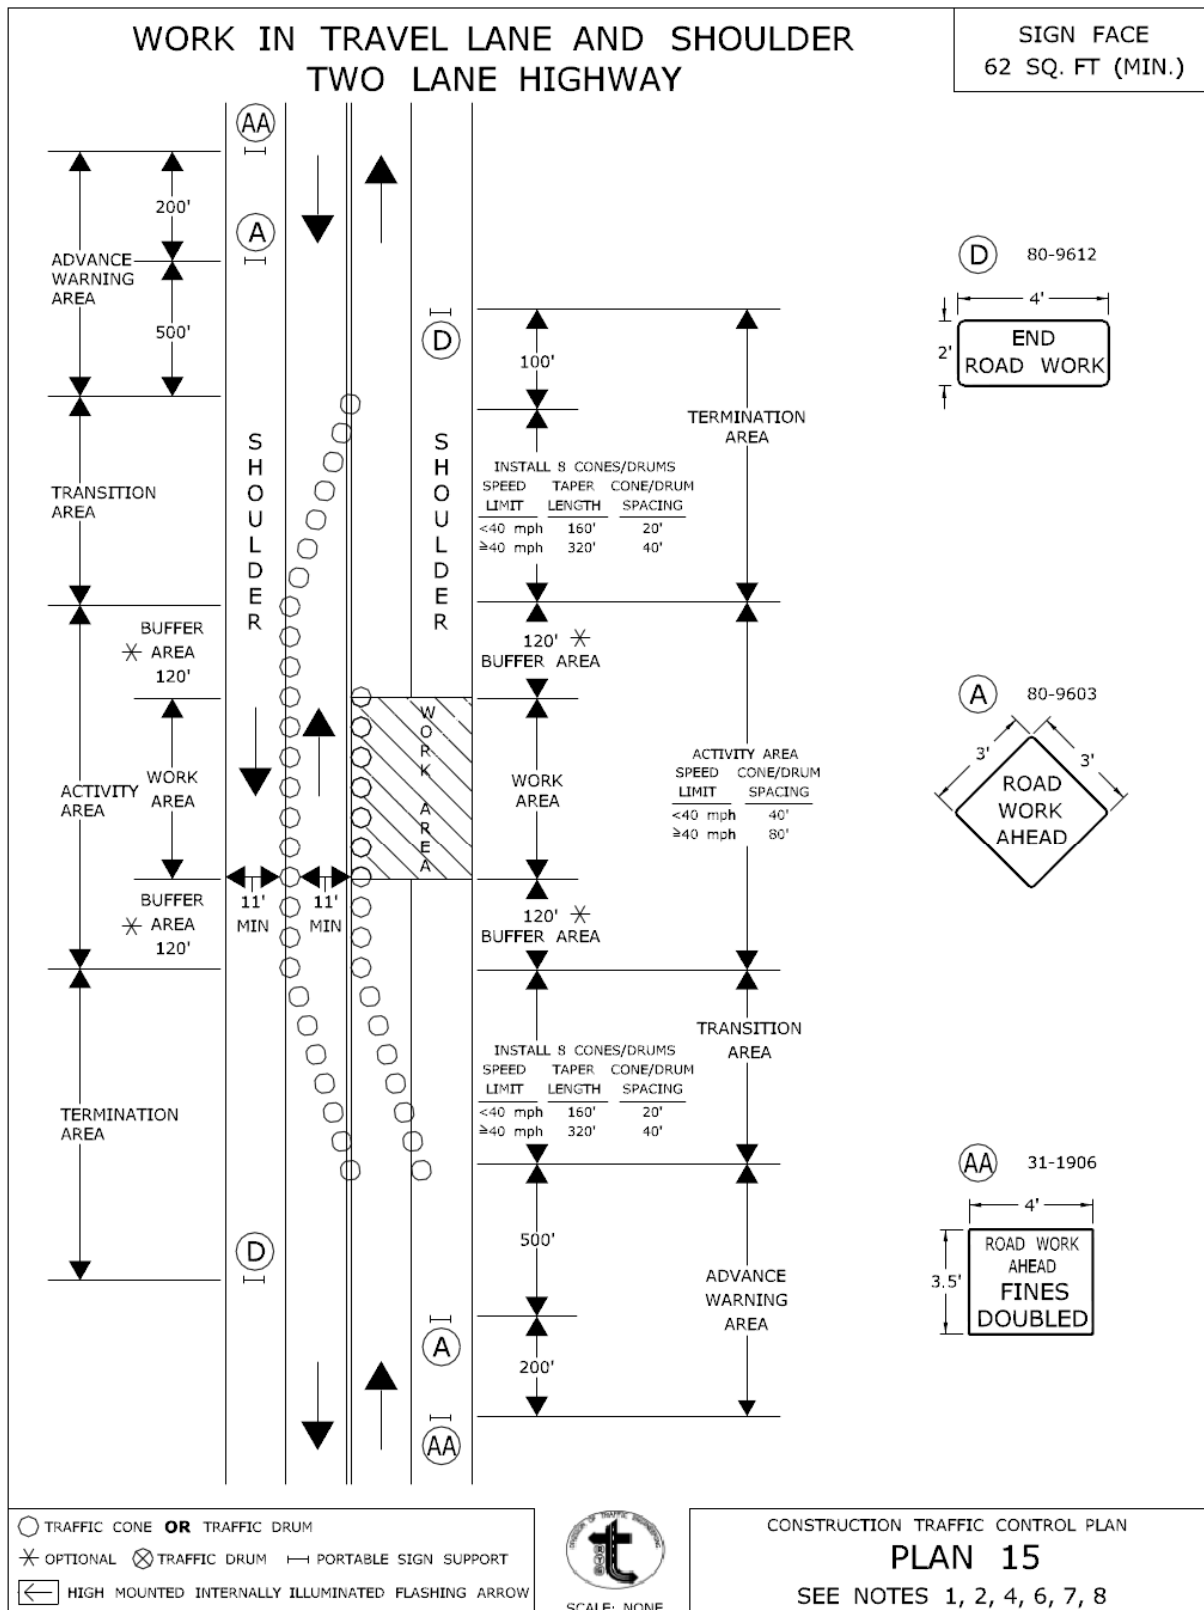 WORK IN TRAVEL LANE AND SHOULDER
TWO LANE HIGHWAY
SIGN FACE
62 SQ. FT (MIN.)
AA
200'
A
ADVANCE
WARNING
AREA
500'
D
100'
TERMINATION
AREA
SHOULDER
SHOULDER
TRANSITION
AREA
INSTALL 8 CONES/DRUMS
SPEED TAPER CONE/DRUM
LIMIT LENGTH SPACING
<40 mph 160' 20'
≥40 mph 320' 40'
BUFFER
* AREA
120'
120' *
BUFFER AREA
WORK AREA
ACTIVITY
AREA
WORK
AREA
WORK
AREA
ACTIVITY AREA
SPEED CONE/DRUM
LIMIT SPACING
<40 mph 40'
≥40 mph 80'
11'
MIN
11'
MIN
BUFFER
* AREA
120'
120' *
BUFFER AREA
TRANSITION
AREA
INSTALL 8 CONES/DRUMS
SPEED TAPER CONE/DRUM
LIMIT LENGTH SPACING
<40 mph 160' 20'
≥40 mph 320' 40'
TERMINATION
AREA
D
500'
ADVANCE
WARNING
AREA
A
200'
AA
D 80-9612
4'
2'
END
ROAD WORK
A 80-9603
3'
3'
ROAD
WORK
AHEAD
AA 31-1906
4'
3.5'
ROAD WORK
AHEAD
FINES
DOUBLED
TRAFFIC CONE OR TRAFFIC DRUM
* OPTIONAL TRAFFIC DRUM PORTABLE SIGN SUPPORT
HIGH MOUNTED INTERNALLY ILLUMINATED FLASHING ARROW
DIVISION OF TRAFFIC ENGINEERING
SCALE: NONE
CONSTRUCTION TRAFFIC CONTROL PLAN
PLAN 15
SEE NOTES 1, 2, 4, 6, 7, 8